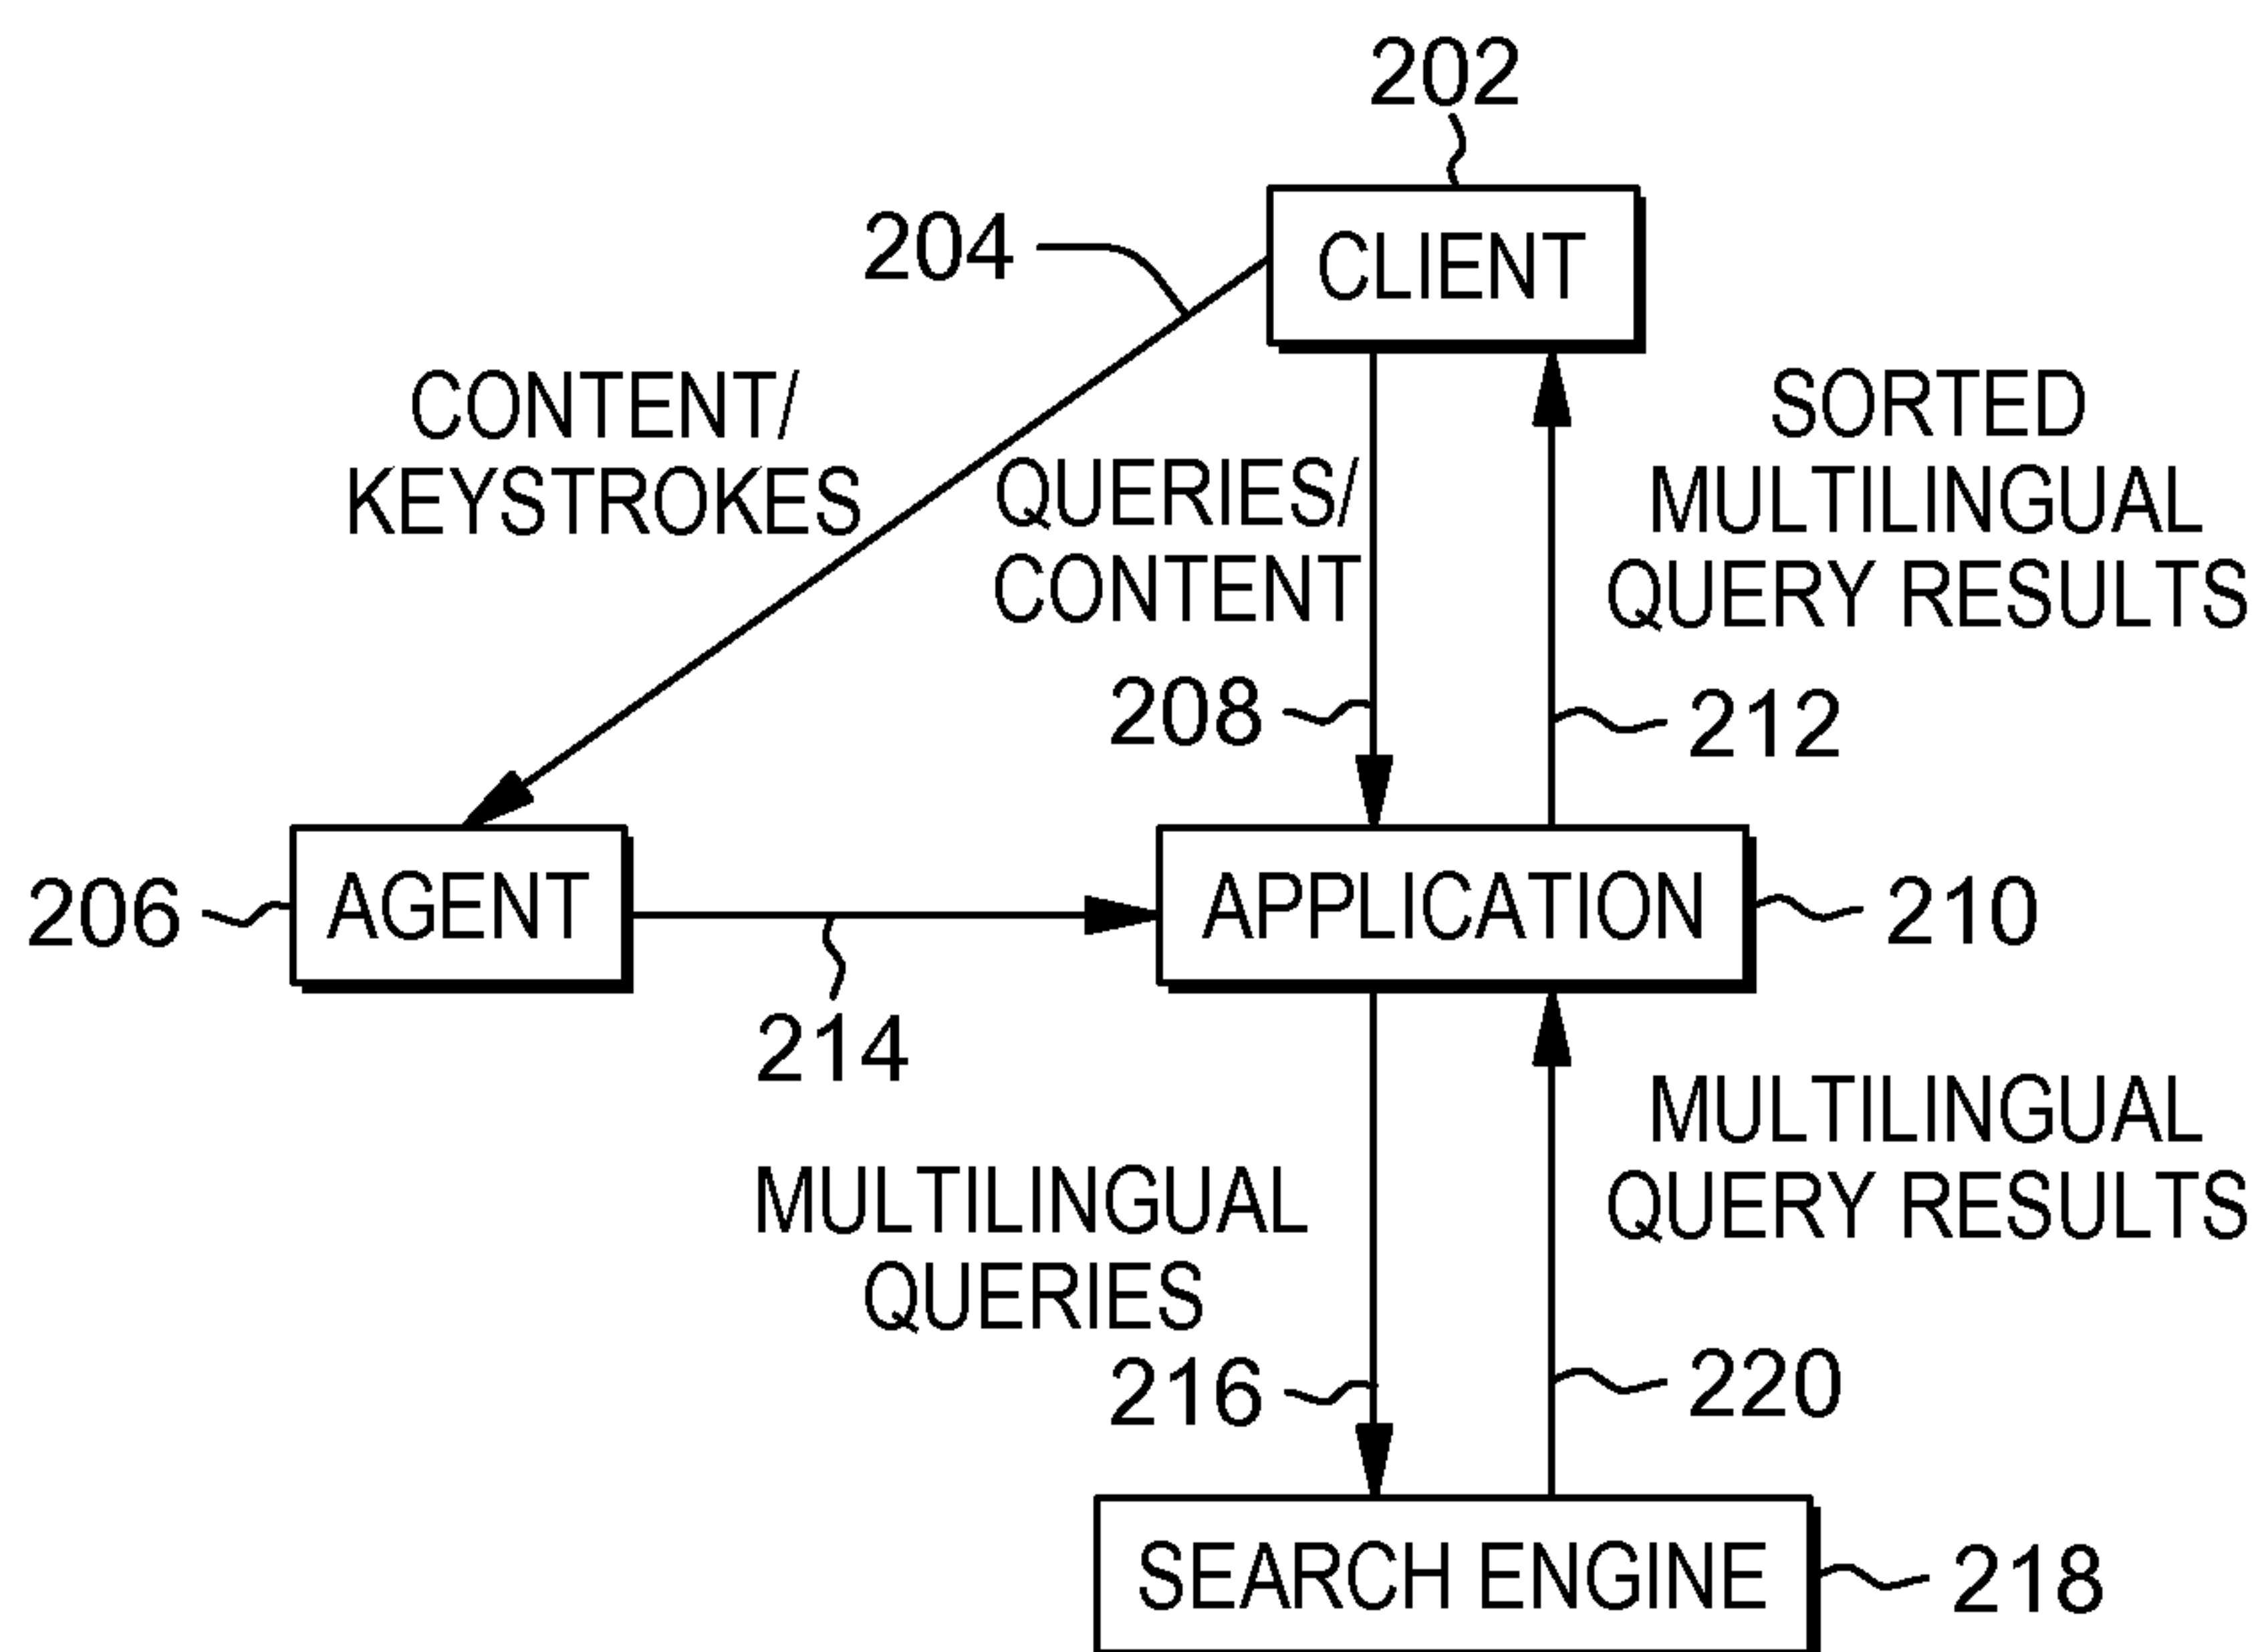 202
CLIENT
204
CONTENT/
KEYSTROKES
QUERIES/
CONTENT
208
SORTED
MULTILINGUAL
QUERY RESULTS
212
206
AGENT
214
APPLICATION
210
MULTILINGUAL
QUERIES
216
MULTILINGUAL
QUERY RESULTS
220
SEARCH ENGINE
218